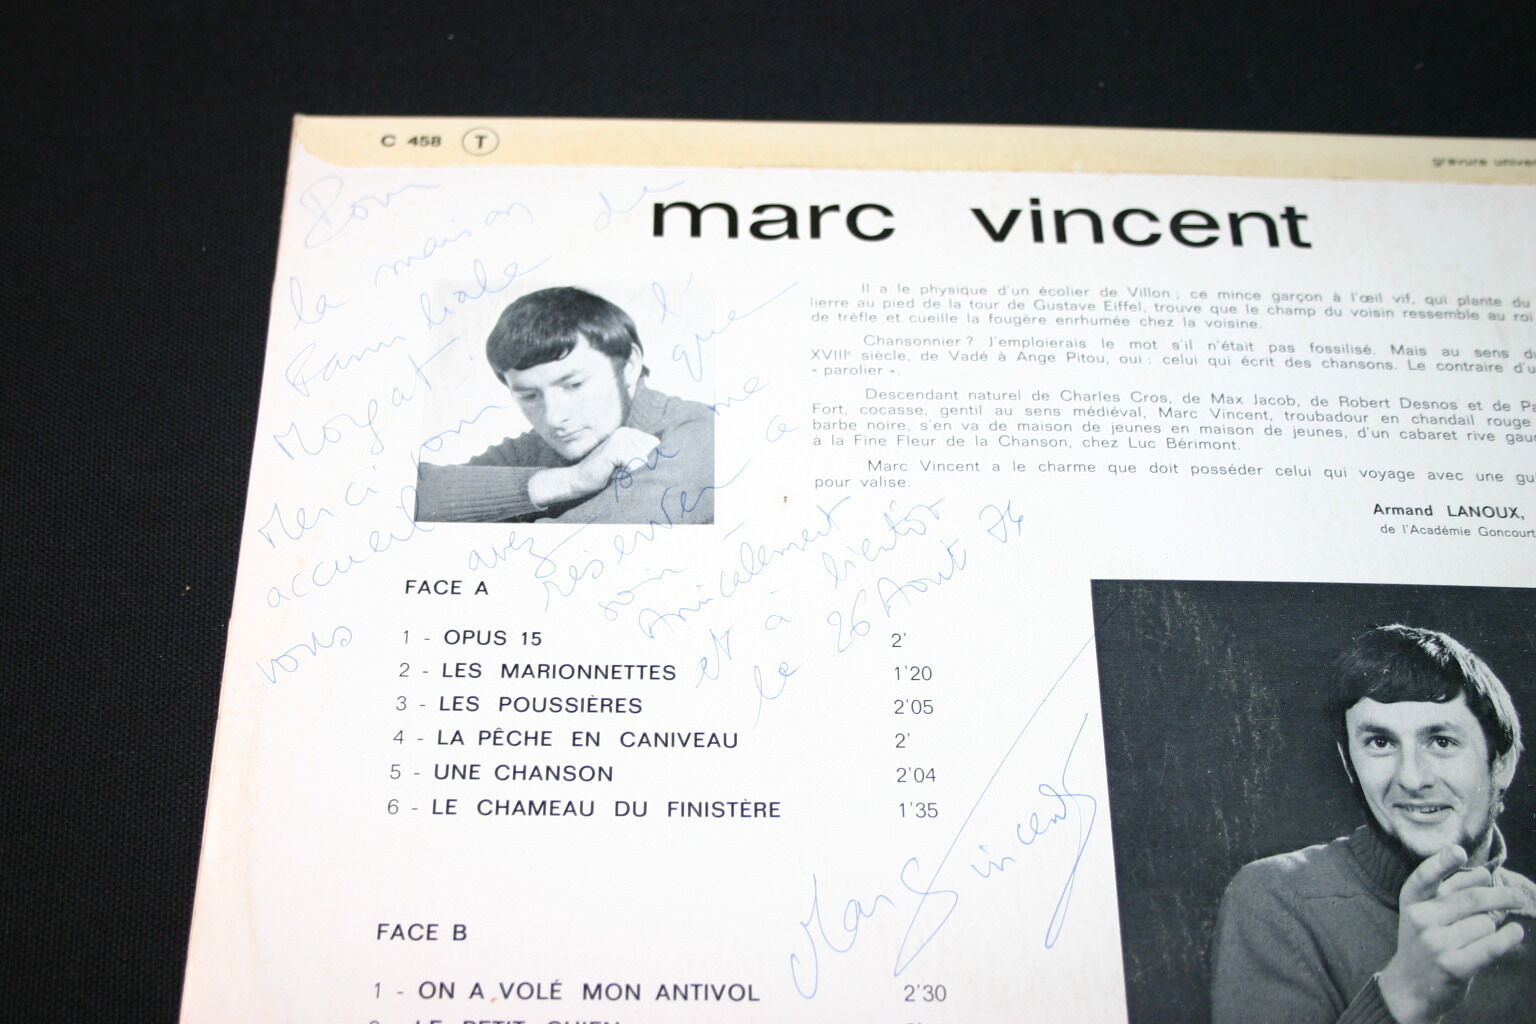 C 458 T
gravure univer
marc vincent
Il a le physique d'un écolier de Villon ; ce mince garçon à l'œil vif, qui plante du
lierre au pied de la tour de Gustave Eiffel, trouve que le champ du voisin ressemble au roi
de trèfle et cueille la fougère enrhumée chez la voisine.
Chansonnier ? J'emploierais le mot s'il n'était pas fossilisé. Mais au sens d
XVIIIe siècle, de Vadé à Ange Pitou, oui : celui qui écrit des chansons. Le contraire d'u
« parolier ».
Descendant naturel de Charles Cros, de Max Jacob, de Robert Desnos et de Pa
Fort, cocasse, gentil au sens médiéval, Marc Vincent, troubadour en chandail rouge
barbe noire, s'en va de maison de jeunes en maison de jeunes, d'un cabaret rive gau
à la Fine Fleur de la Chanson, chez Luc Bérimont.
Marc Vincent a le charme que doit posséder celui qui voyage avec une gu
pour valise.
Armand LANOUX,
de l'Académie Goncourt
Pour
la maison de
Familiale
Morgat.
Merci pour l'
accueil que
vous avez su me
réserver ce
soir
Amicalement
et à bientôt
le 26 Août 76
Marc Vincent
FACE A
1 - OPUS 15 2'
2 - LES MARIONNETTES 1'20
3 - LES POUSSIÈRES 2'05
4 - LA PÊCHE EN CANIVEAU 2'
5 - UNE CHANSON 2'04
6 - LE CHAMEAU DU FINISTÈRE 1'35
FACE B
1 - ON A VOLÉ MON ANTIVOL 2'30
LE PETIT CHIEN